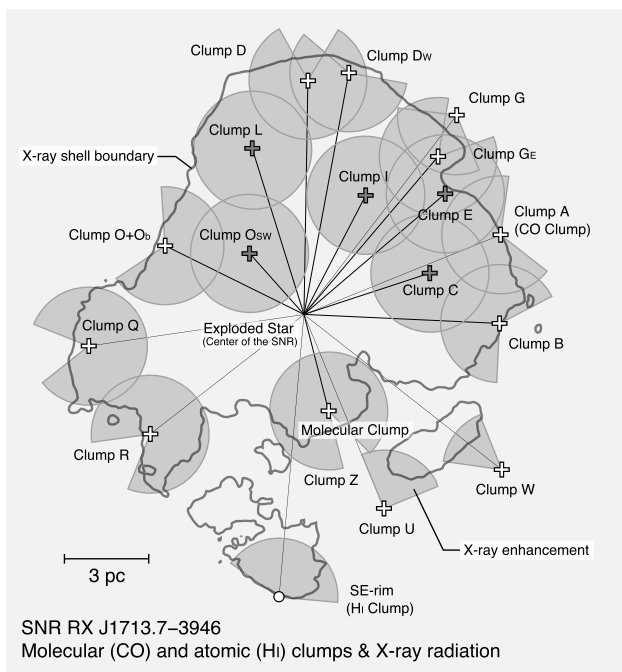 Clump D
Clump Dw
Clump G
Clump L
X-ray shell boundary
Clump GE
Clump I
Clump E
Clump A
(CO Clump)
Clump O+Ob
Clump Osw
Clump C
Clump Q
Exploded Star
(Center of the SNR)
Clump B
Molecular Clump
Clump R
Clump Z
Clump W
Clump U
X-ray enhancement
3 pc
SE-rim
(HI Clump)
SNR RX J1713.7–3946
Molecular (CO) and atomic (HI) clumps & X-ray radiation